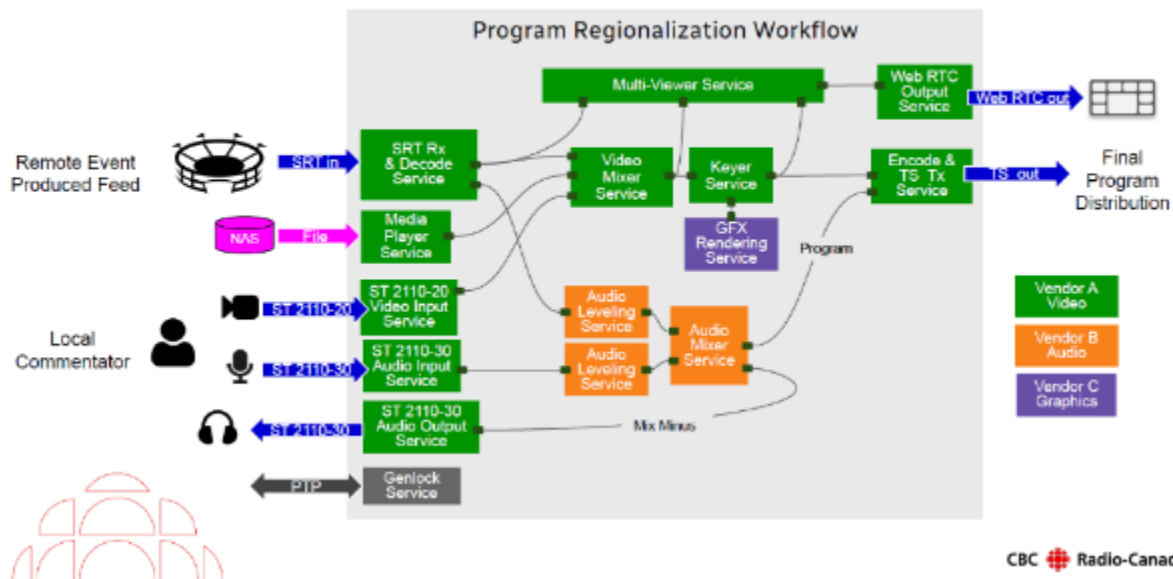 Program Regionalization Workflow
Multi-Viewer Service
Web RTC
Output
Service
Web RTC out
Remote Event
Produced Feed
SRT in
SRT Rx
& Decode
Service
Video
Mixer
Service
Keyer
Service
Encode &
TS Tx
Service
TS out
Final
Program
Distribution
NAS
File
Media
Player
Service
GFX
Rendering
Service
Program
Local
Commentator
ST 2110-20
ST 2110-20
Video Input
Service
ST 2110-30
ST 2110-30
Audio Input
Service
Audio
Leveling
Service
Audio
Leveling
Service
Audio
Mixer
Service
Vendor A
Video
Vendor B
Audio
Vendor C
Graphics
ST 2110-30
ST 2110-30
Audio Output
Service
Mix Minus
PTP
Genlock
Service
CBC Radio-Canad